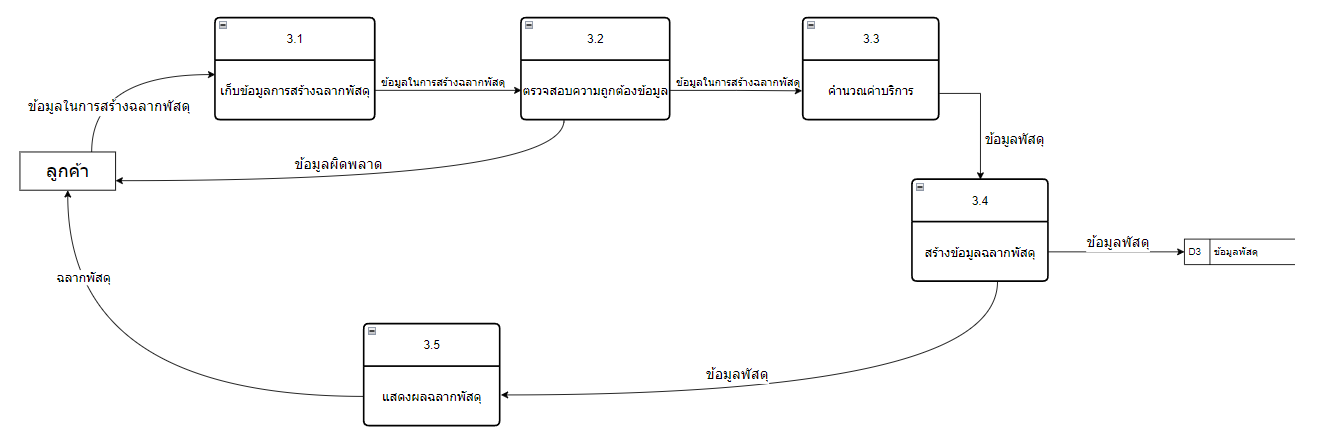 3.1
เก็บข้อมูลการสร้างฉลากพัสดุ
ข้อมูลในการสร้างฉลากพัสดุ
3.2
ตรวจสอบความถูกต้องข้อมูล
ข้อมูลในการสร้างฉลากพัสดุ
3.3
คำนวณค่าบริการ
ข้อมูลในการสร้างฉลากพัสดุ
ข้อมูลพัสดุ
ข้อมูลผิดพลาด
ลูกค้า
3.4
สร้างข้อมูลฉลากพัสดุ
ข้อมูลพัสดุ
D3
ข้อมูลพัสดุ
ฉลากพัสดุ
3.5
แสดงผลฉลากพัสดุ
ข้อมูลพัสดุ